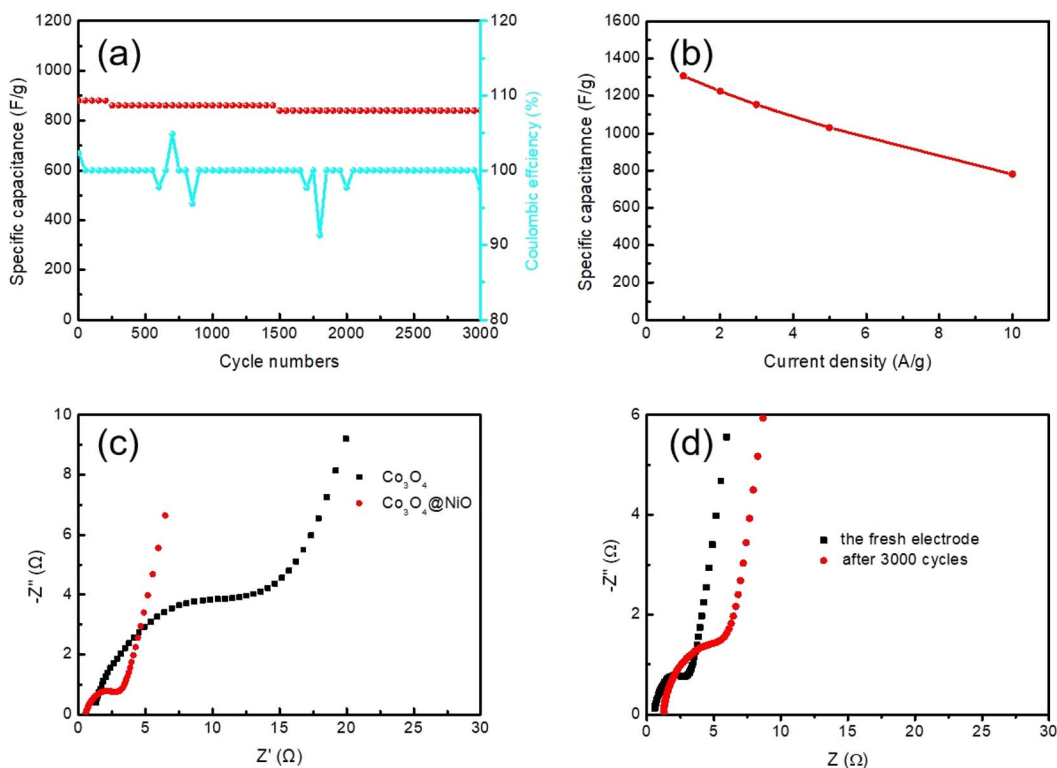 (a)
Specific capacitance (F/g)
1200
1000
800
600
400
200
0
0 500 1000 1500 2000 2500 3000
Cycle numbers
120
110
100
90
80
Coulombic effciency (%)
(b)
Specific capacitannce (F/g)
1600
1400
1200
1000
800
600
400
200
0
0 2 4 6 8 10
Current density (A/g)
(c)
-Z" (Ω)
10
8
6
4
2
0
Co₃O₄
Co₃O₄@NiO
0 5 10 15 20 25 30
Z' (Ω)
(d)
-Z" (Ω)
6
4
2
0
the fresh electrode
after 3000 cycles
0 5 10 15 20 25 30
Z (Ω)